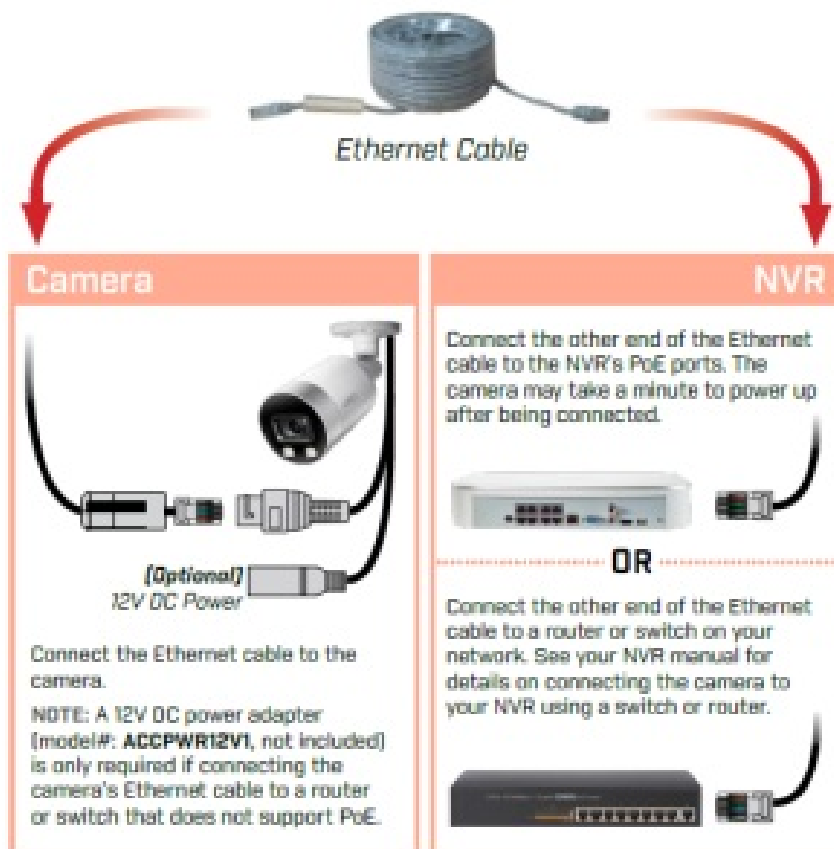 Ethernet Cable
Camera
(Optional)
12V DC Power
Connect the Ethernet cable to the
camera.
NOTE: A 12V DC power adapter
(model#: ACCPWR12V1, not included)
is only required if connecting the
camera's Ethernet cable to a router
or switch that does not support PoE.
NVR
Connect the other end of the Ethernet
cable to the NVR's PoE ports. The
camera may take a minute to power up
after being connected.
OR
Connect the other end of the Ethernet
cable to a router or switch on your
network. See your NVR manual for
details on connecting the camera to
your NVR using a switch or router.